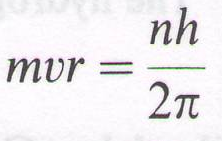 mvr = nh/2π